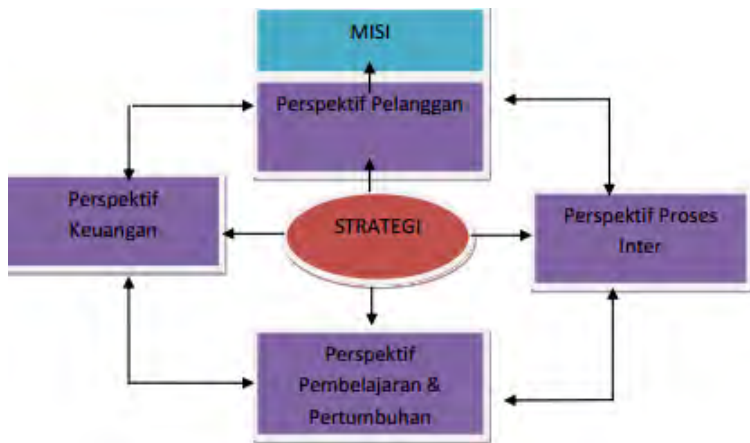 MISI
Perspektif Pelanggan
Perspektif
Keuangan
STRATEGI
Perspektif Proses
Inter
Perspektif
Pembelajaran &
Pertumbuhan